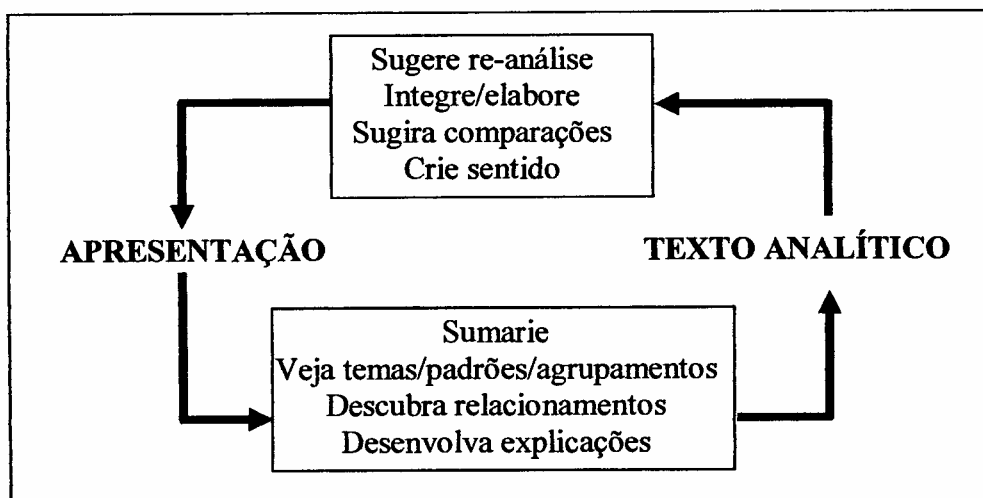 Sugere re-análise
Integre/elabore
Sugira comparações
Crie sentido
APRESENTAÇÃO
TEXTO ANALÍTICO
Sumarie
Veja temas/padrões/agrupamentos
Descubra relacionamentos
Desenvolva explicações